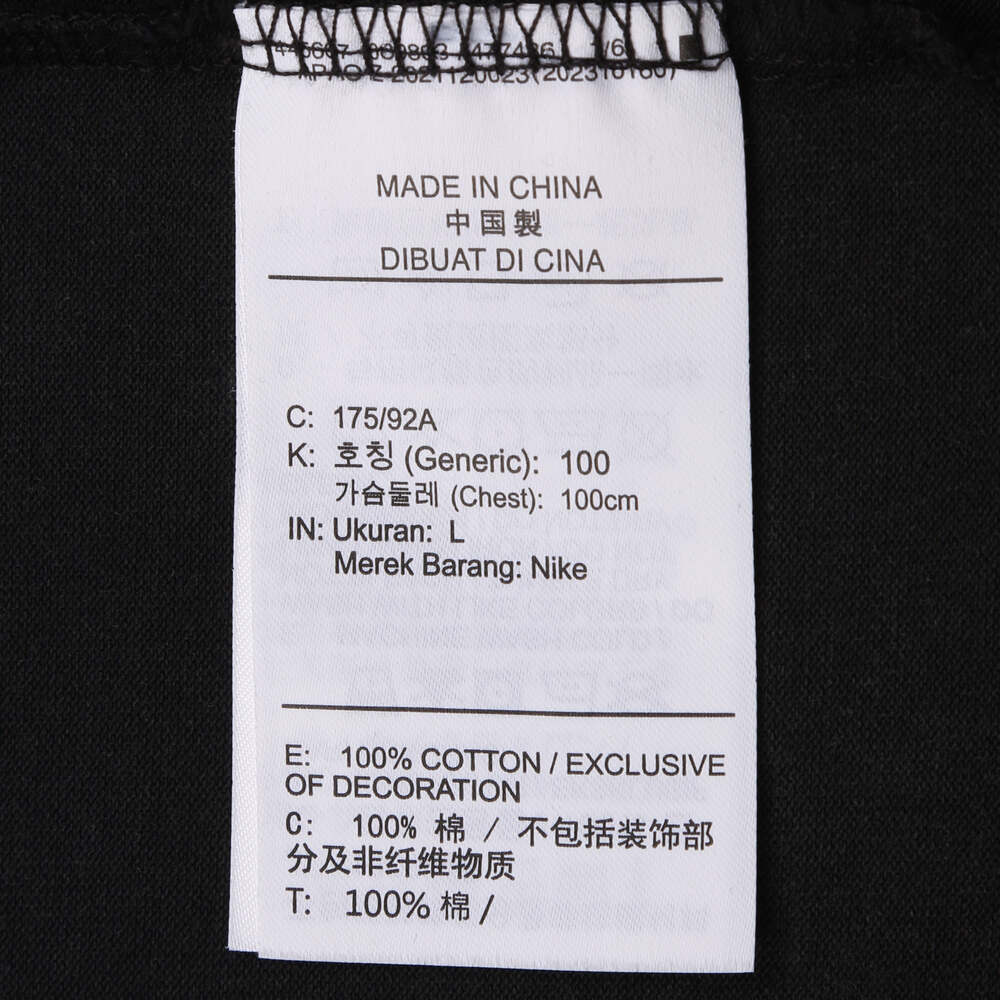 MADE IN CHINA
中国製
DIBUAT DI CINA
C: 175/92A
K: 호칭 (Generic): 100
가슴둘레 (Chest): 100cm
IN: Ukuran: L
Merek Barang: Nike
E: 100% COTTON / EXCLUSIVE
OF DECORATION
C: 100% 棉 / 不包括装饰部
分及非纤维物质
T: 100% 棉 /